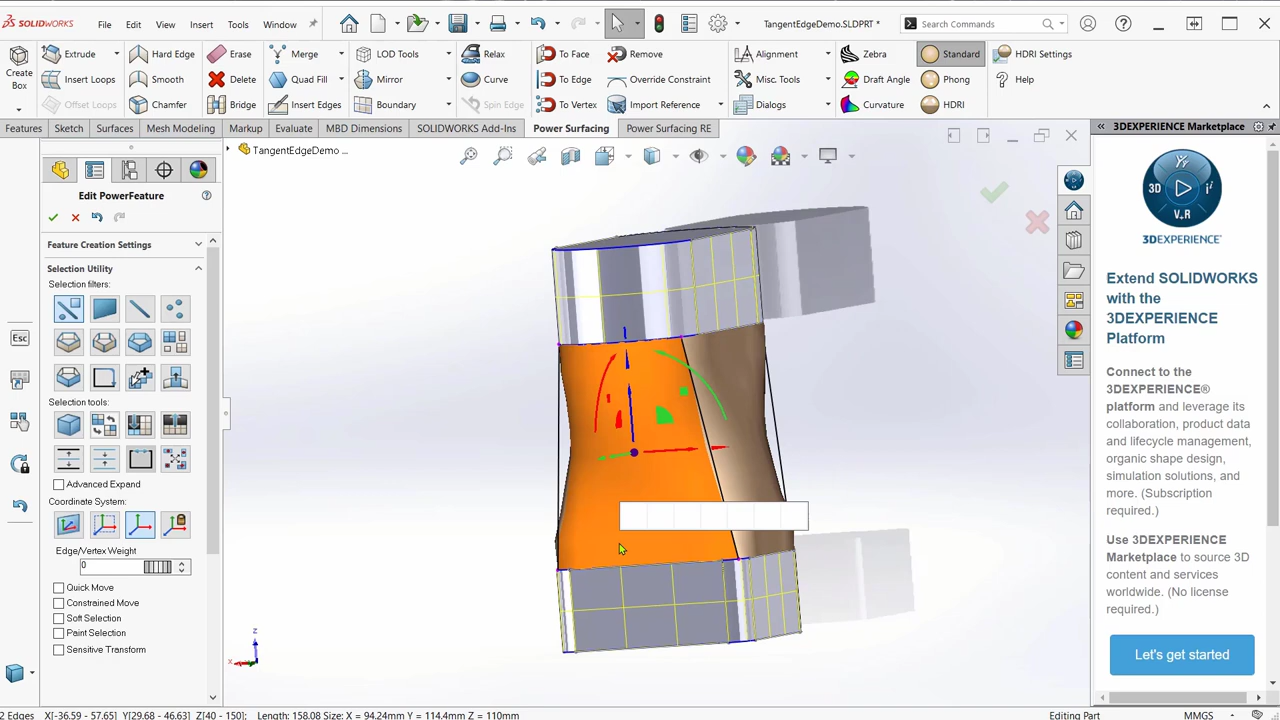 SOLIDWORKS File Edit View Insert Tools Window TangentEdgeDemo.SLDPRT * Search Commands
Extrude Hard Edge Erase Merge LOD Tools Relax To Face Remove Alignment Zebra Standard HDRI Settings
Create Box Insert Loops Smooth Delete Quad Fill Mirror Curve To Edge Override Constraint Misc. Tools Draft Angle Phong Help
Offset Loops Chamfer Bridge Insert Edges Boundary Spin Edge To Vertex Import Reference Dialogs Curvature HDRI
Features Sketch Surfaces Mesh Modeling Markup Evaluate MBD Dimensions SOLIDWORKS Add-Ins Power Surfacing Power Surfacing RE
TangentEdgeDemo ...
Edit PowerFeature
Feature Creation Settings
Selection Utility
Selection filters:
Esc
Selection tools:
Advanced Expand
Coordinate System:
Edge/Vertex Weight
0
Quick Move
Constrained Move
Soft Selection
Paint Selection
Sensitive Transform
z
x
3DEXPERIENCE Marketplace
3D
V.R
3DEXPERIENCE
Extend SOLIDWORKS
with the
3DEXPERIENCE
Platform
Connect to the
3DEXPERIENCE®
platform and leverage its
collaboration, product data
and lifecycle management,
organic shape design,
simulation solutions, and
more. (Subscription
required.)
Use 3DEXPERIENCE
Marketplace to source 3D
content and services
worldwide. (No license
required.)
Let's get started
2 Edges X[-36.59 - 57.65] Y[29.68 - 46.63] Z[40 - 150]; Length: 158.08 Size: X = 94.24mm Y = 114.4mm Z = 110mm Editing Part MMGS